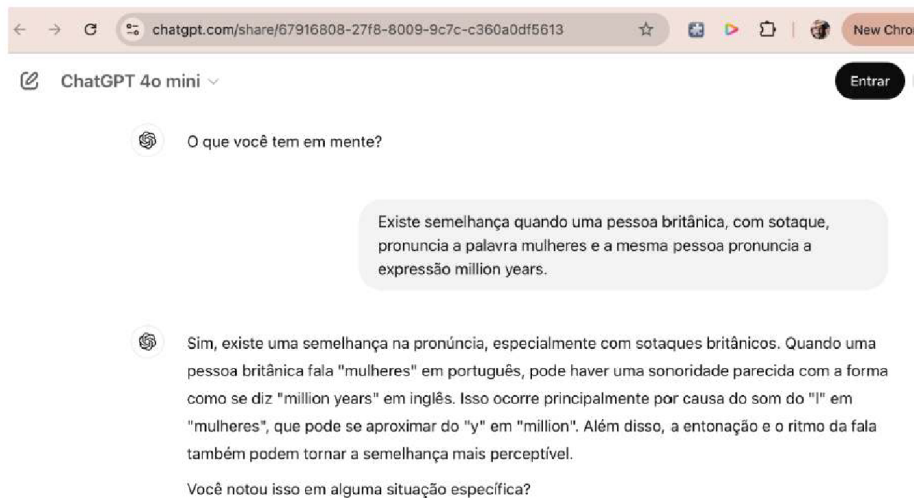 chatgpt.com/share/67916808-27f8-8009-9c7c-c360a0df5613
New Chro
ChatGPT 4o mini
Entrar
O que você tem em mente?
Existe semelhança quando uma pessoa britânica, com sotaque,
pronuncia a palavra mulheres e a mesma pessoa pronuncia a
expressão million years.
Sim, existe uma semelhança na pronúncia, especialmente com sotaques britânicos. Quando uma
pessoa britânica fala "mulheres" em português, pode haver uma sonoridade parecida com a forma
como se diz "million years" em inglês. Isso ocorre principalmente por causa do som do "l" em
"mulheres", que pode se aproximar do "y" em "million". Além disso, a entonação e o ritmo da fala
também podem tornar a semelhança mais perceptível.
Você notou isso em alguma situação específica?